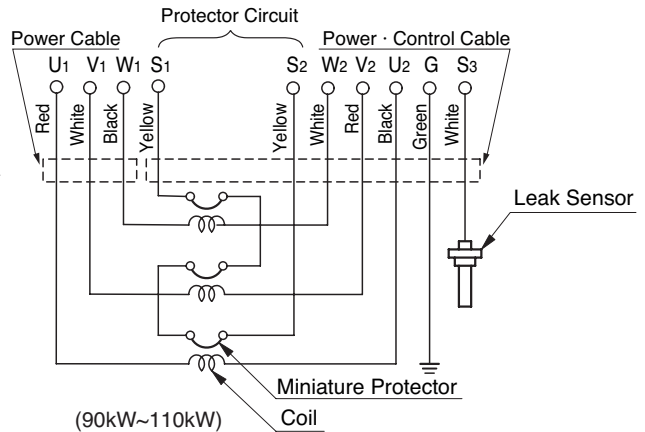 Protector Circuit
Power Cable
Power · Control Cable
U1 V1 W1 S1 S2 W2 V2 U2 G S3
Red White Black Yellow Yellow White Red Black Green White
Leak Sensor
Miniature Protector
Coil
(90kW~110kW)